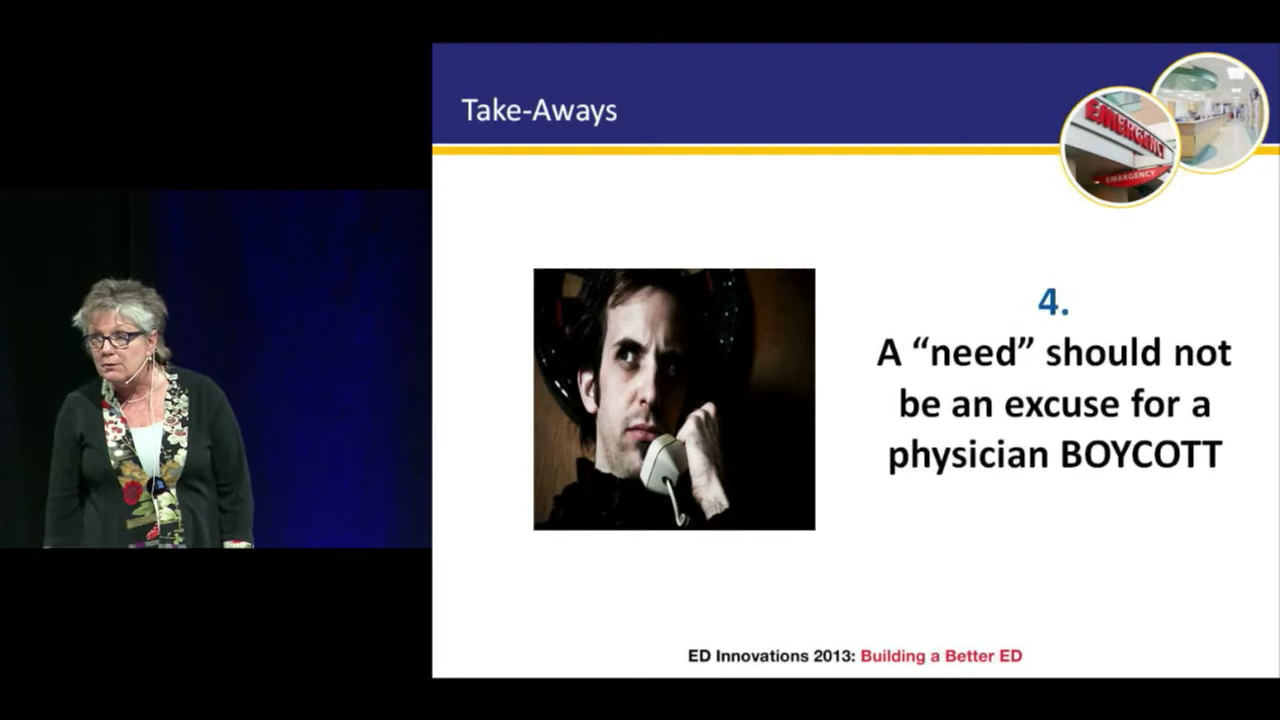 Take-Aways
EMERGENCY
EMERGENCY
4.
A “need” should not
be an excuse for a
physician BOYCOTT
ED Innovations 2013: Building a Better ED